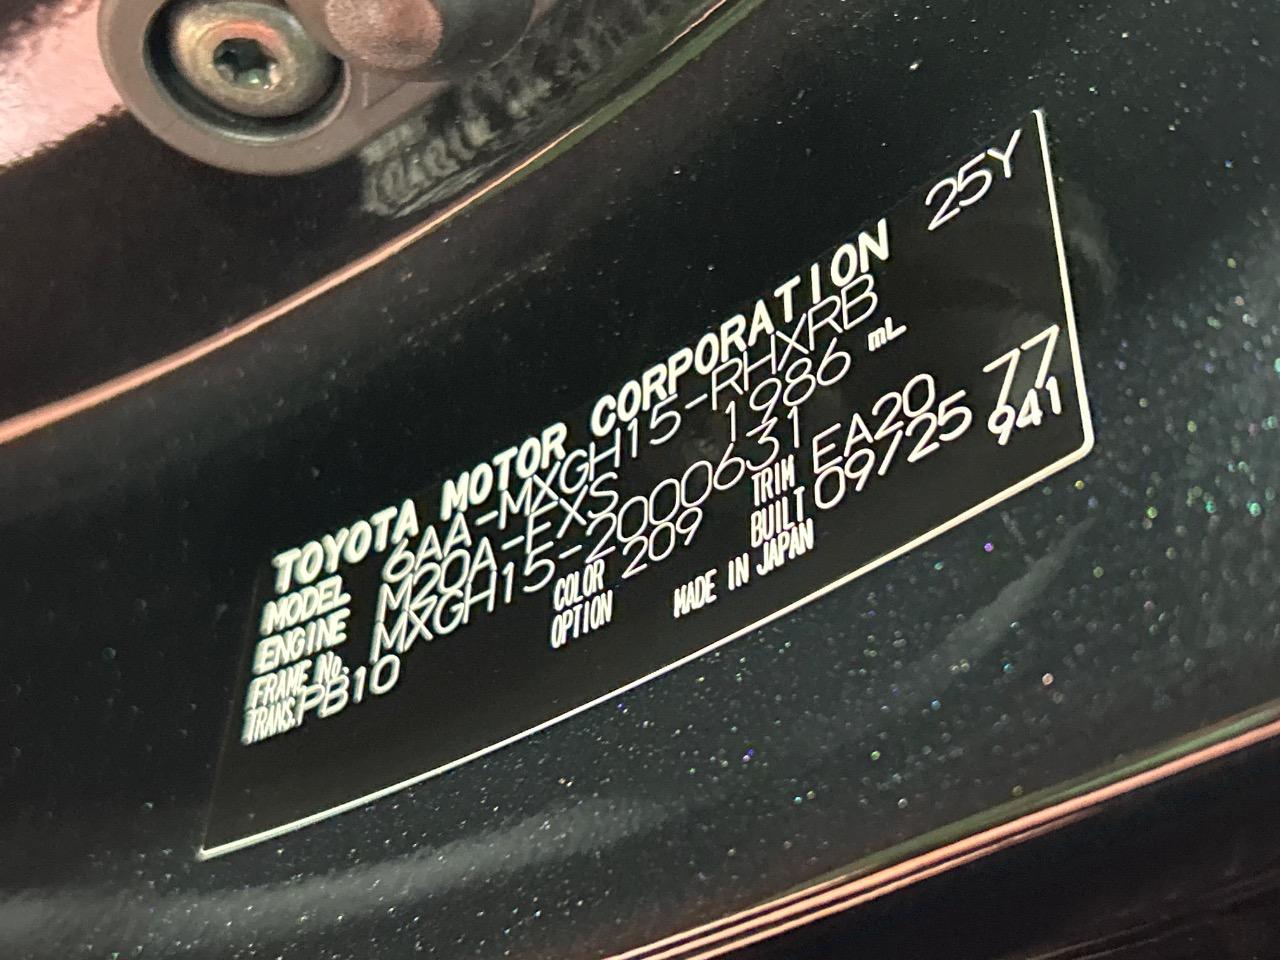 TOYOTA MOTOR CORPORATION 25Y
MODEL 6AA-MXGH15-RHXRB
ENGINE M20A-FXS 1986 mL
FRAME No. MXGH15-2000631
TRANS. PB10 COLOR 209 TRIM EA20 77
OPTION BUILT 09/25 941
MADE IN JAPAN